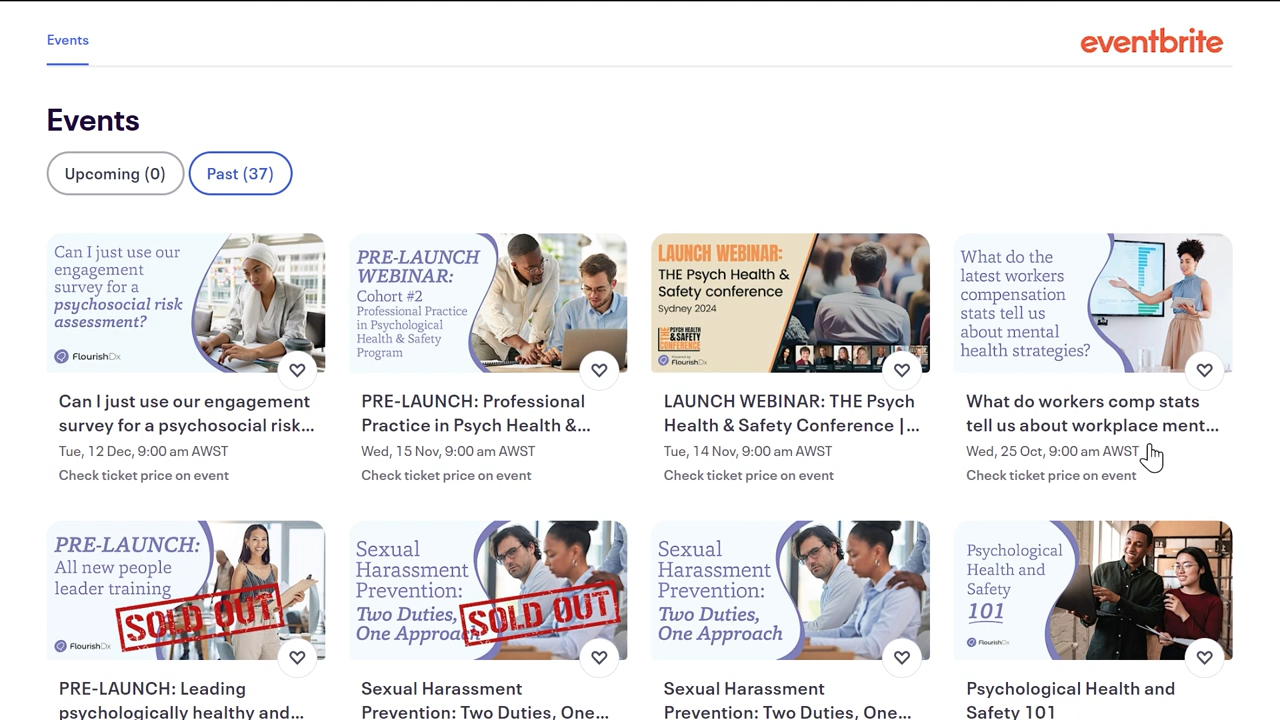 Events
eventbrite
Events
Upcoming (0)
Past (37)
Can I just use our
engagement
survey for a
psychosocial risk
assessment?
FlourishDx
PRE-LAUNCH
WEBINAR:
Cohort #2
Professional Practice
in Psychological
Health & Safety
Program
LAUNCH WEBINAR:
THE Psych Health &
Safety conference
Sydney 2024
THE PSYCH HEALTH
&SAFETY
CONFERENCE
FlourishDx
What do the
latest workers
compensation
stats tell us
about mental
health strategies?
Can I just use our engagement
survey for a psychosocial risk...
Tue, 12 Dec, 9:00 am AWST
Check ticket price on event
PRE-LAUNCH: Professional
Practice in Psych Health &...
Wed, 15 Nov, 9:00 am AWST
Check ticket price on event
LAUNCH WEBINAR: THE Psych
Health & Safety Conference |...
Tue, 14 Nov, 9:00 am AWST
Check ticket price on event
What do workers comp stats
tell us about workplace ment...
Wed, 25 Oct, 9:00 am AWST
Check ticket price on event
PRE-LAUNCH:
All new people
leader training
SOLD OUT
FlourishDx
Sexual
Harassment
Prevention:
Two Duties,
One Approach
SOLD OUT
Sexual
Harassment
Prevention:
Two Duties,
One Approach
Psychological
Health and
Safety
101
FlourishDx
PRE-LAUNCH: Leading
psychologically healthy and...
Sexual Harassment
Prevention: Two Duties, One...
Sexual Harassment
Prevention: Two Duties, One...
Psychological Health and
Safety 101